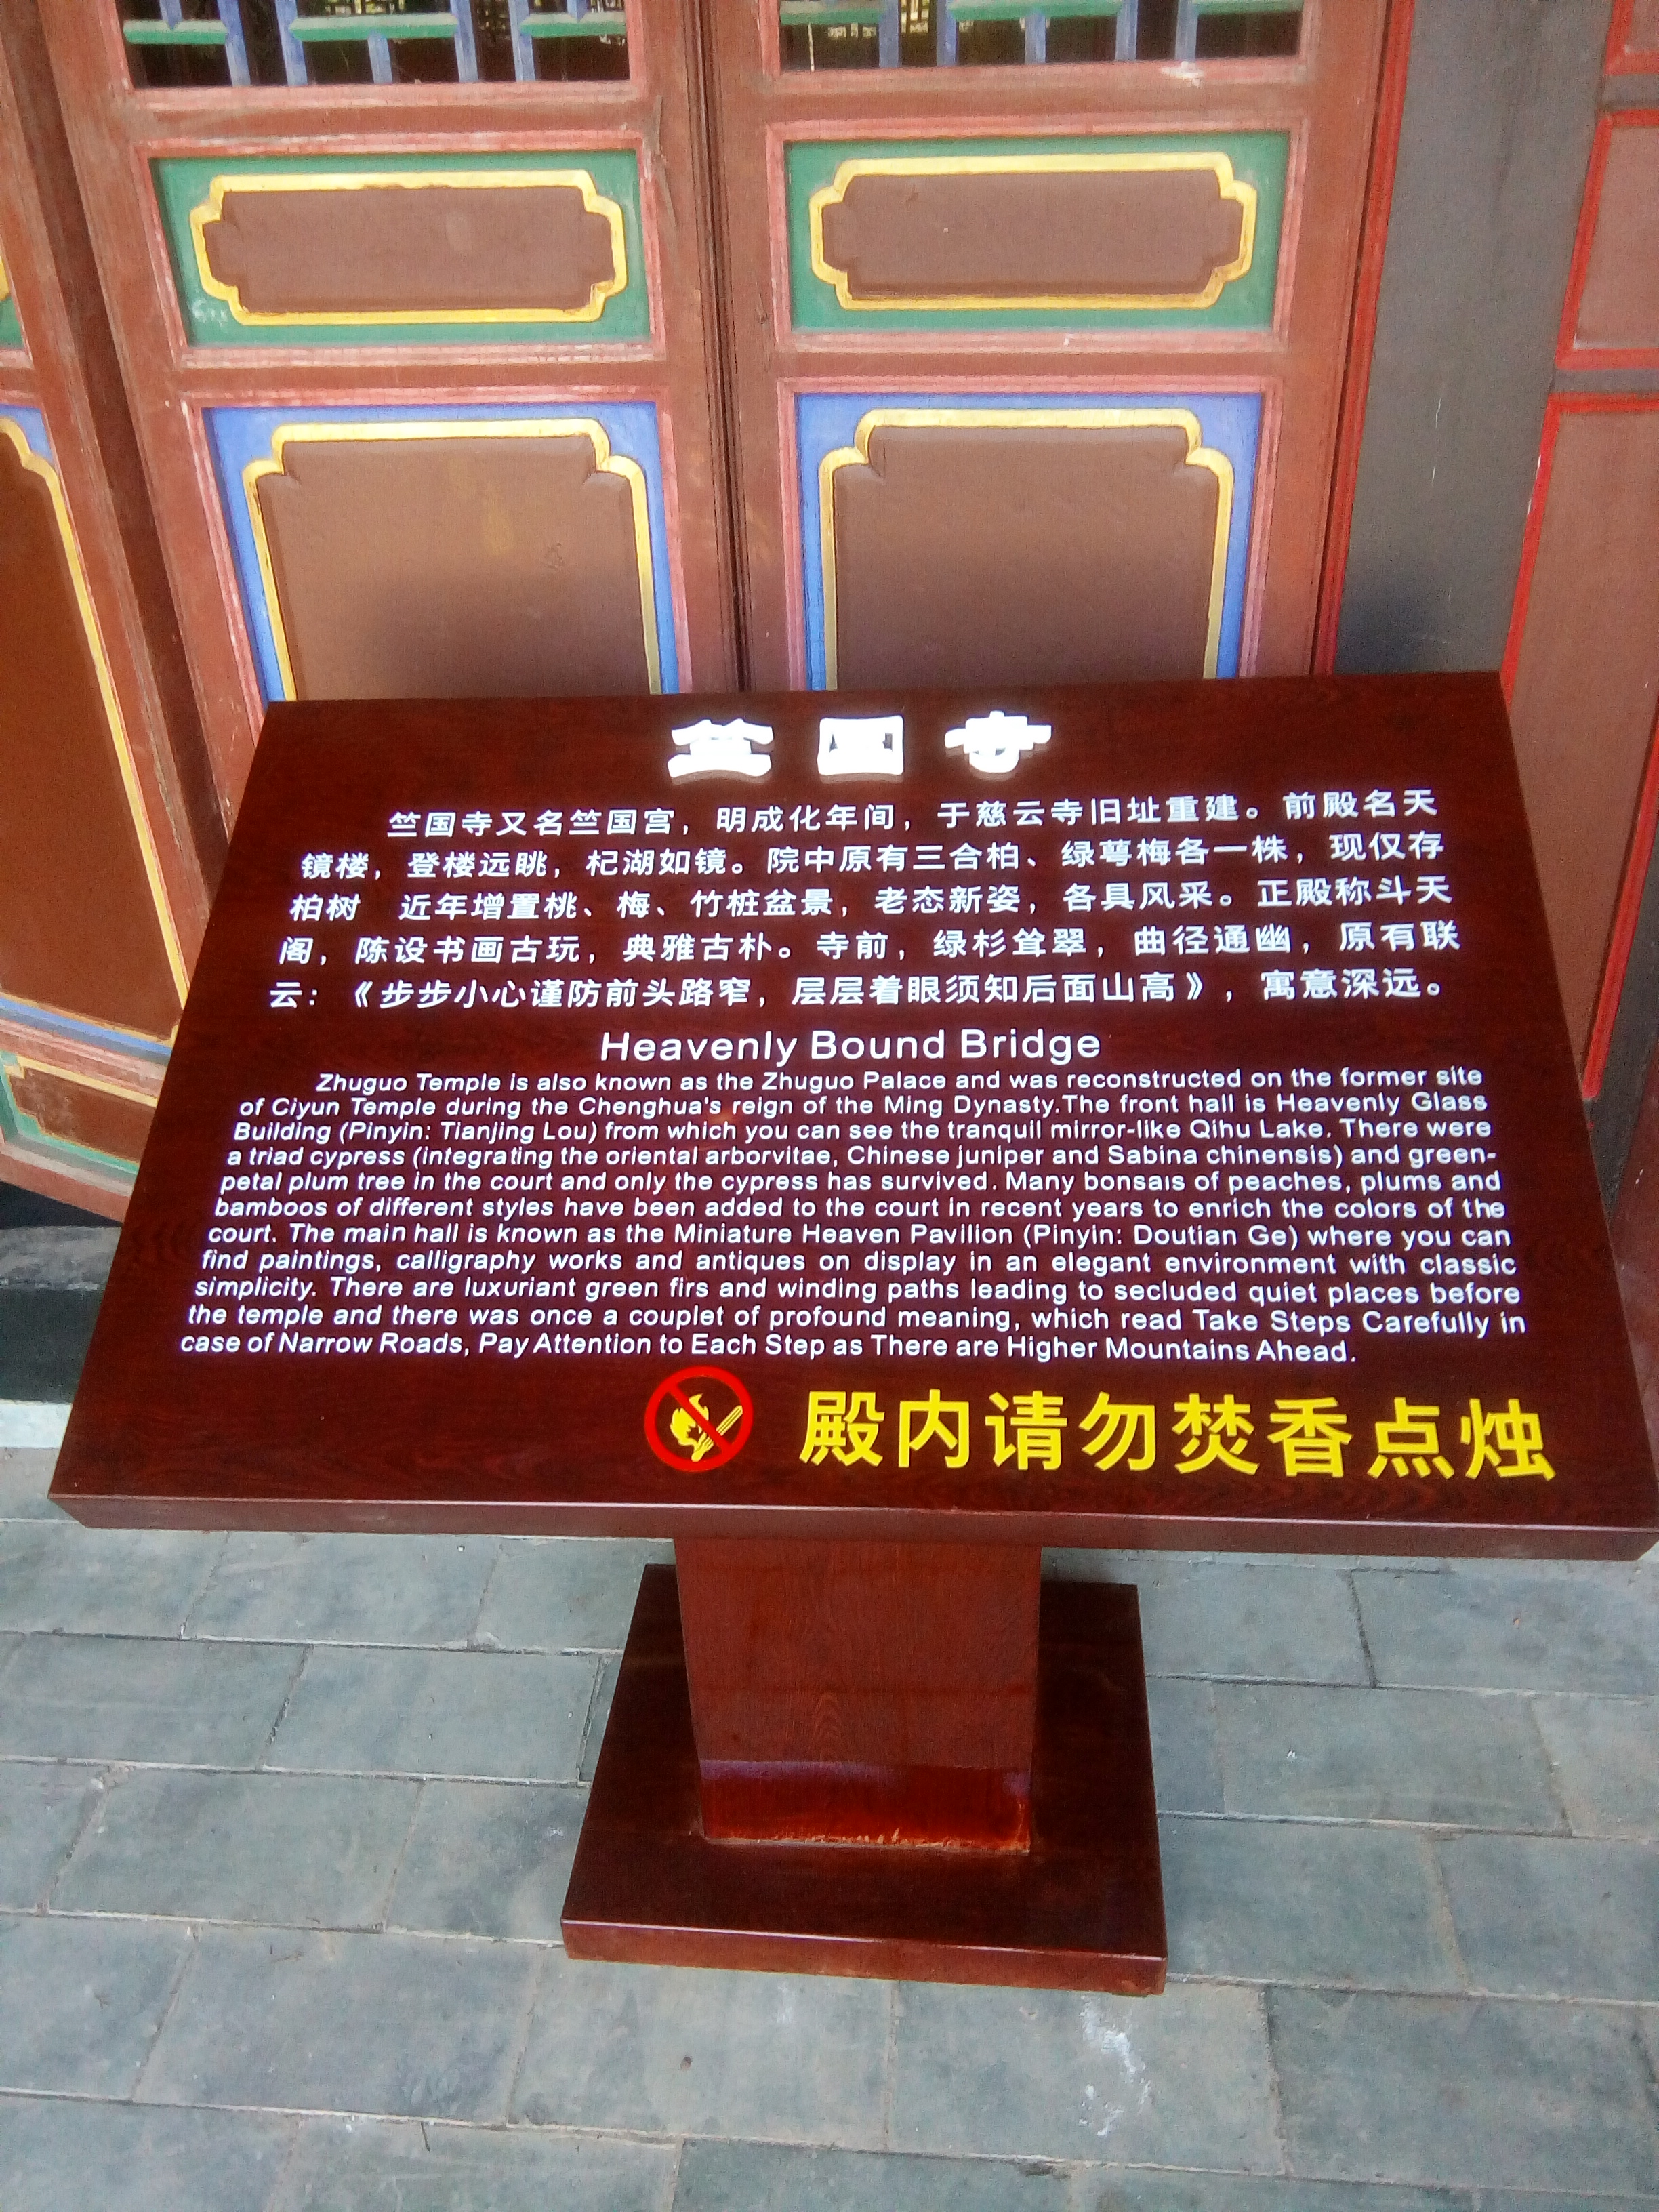 竺国寺
竺国寺又名竺国宫，明成化年间，于慈云寺旧址重建。前殿名天
镜楼，登楼远眺，杞湖如镜。院中原有三合柏、绿萼梅各一株，现仅存
柏树　近年增置桃、梅、竹桩盆景，老态新姿，各具风采。正殿称斗天
阁，陈设书画古玩，典雅古朴。寺前，绿杉耸翠，曲径通幽，原有联
云：《步步小心谨防前头路窄，层层着眼须知后面山高》，寓意深远。
Heavenly Bound Bridge
Zhuguo Temple is also known as the Zhuguo Palace and was reconstructed on the former site
of Ciyun Temple during the Chenghua's reign of the Ming Dynasty.The front hall is Heavenly Glass
Building (Pinyin: Tianjing Lou) from which you can see the tranquil mirror-like Qihu Lake. There were
a triad cypress (integrating the oriental arborvitae, Chinese juniper and Sabina chinensis) and green-
petal plum tree in the court and only the cypress has survived. Many bonsais of peaches, plums and
bamboos of different styles have been added to the court in recent years to enrich the colors of the
court. The main hall is known as the Miniature Heaven Pavilion (Pinyin: Doutian Ge) where you can
find paintings, calligraphy works and antiques on display in an elegant environment with classic
simplicity. There are luxuriant green firs and winding paths leading to secluded quiet places before
the temple and there was once a couplet of profound meaning, which read Take Steps Carefully in
case of Narrow Roads, Pay Attention to Each Step as There are Higher Mountains Ahead.
殿内请勿焚香点烛